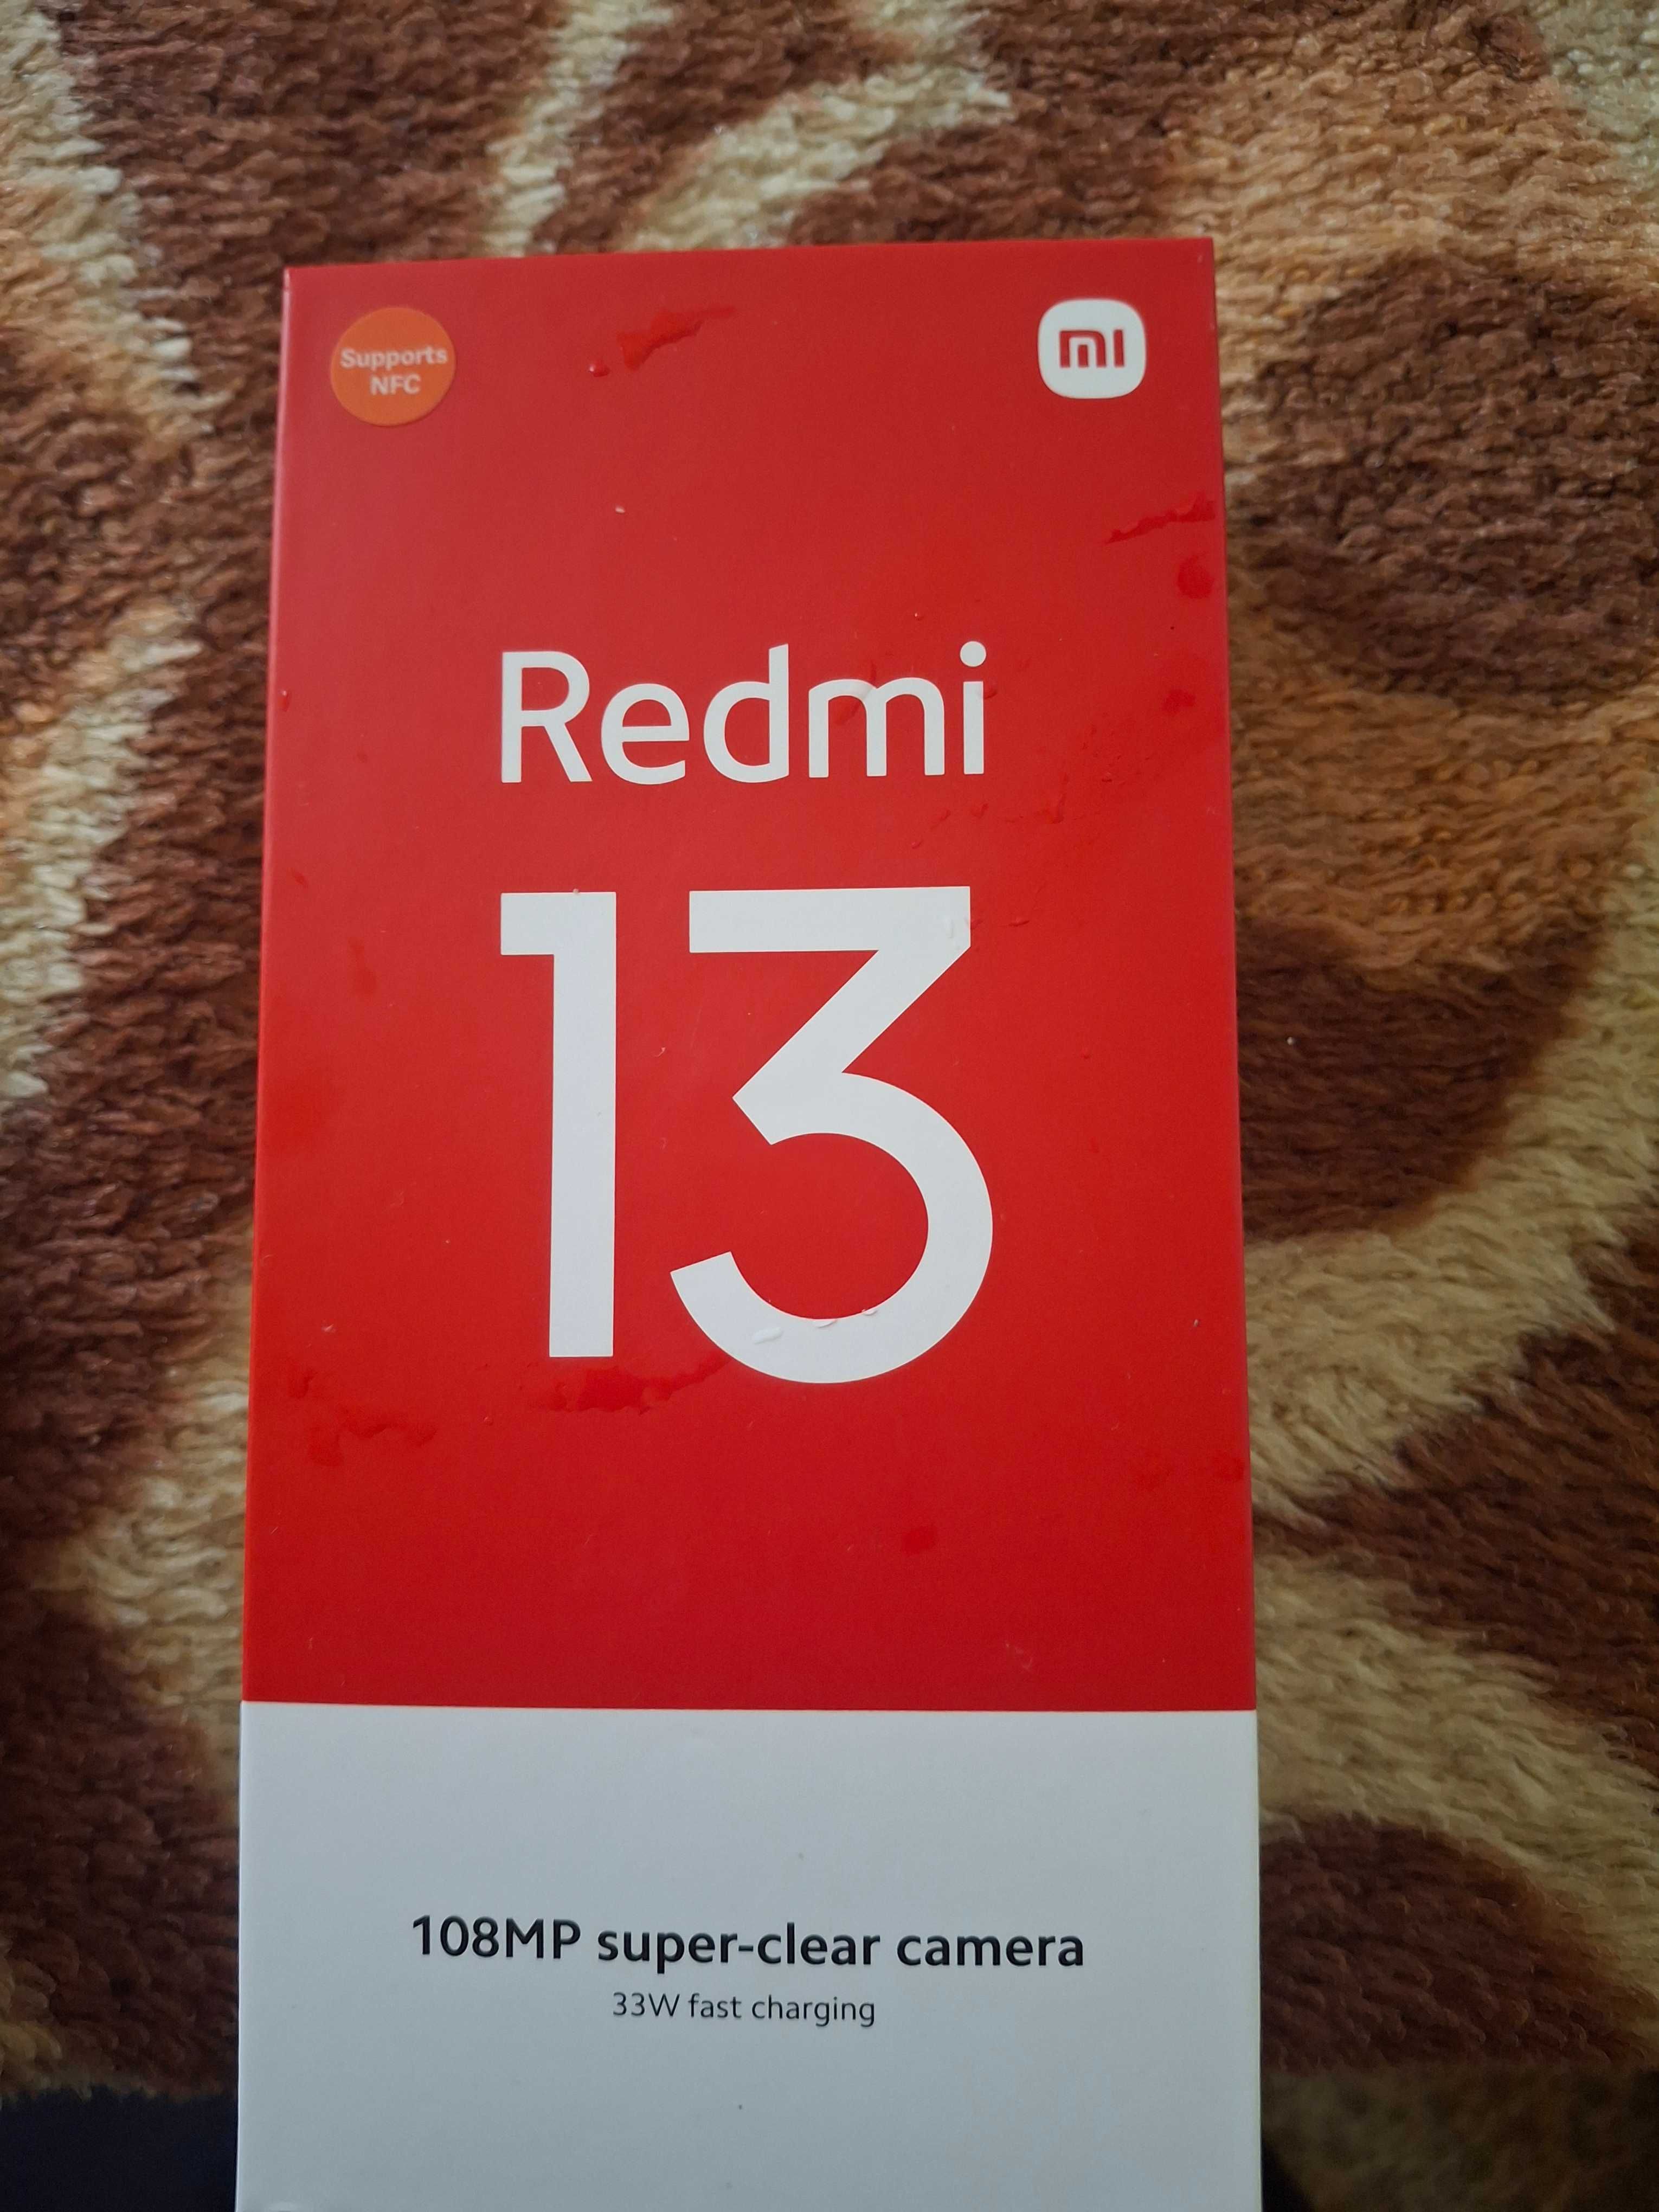 Supports
NFC
mi
Redmi
13
108MP super-clear camera
33W fast charging